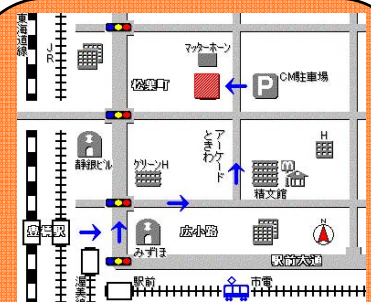 東海道線
JR
マッターホーン
松葉町
P
CM駐車場
静銀ビル
グリーンH
アーケード
ときわ
H
m
精文館
豊橋駅
みずほ
広小路
N
駅前大通
渥美線
駅前
市電